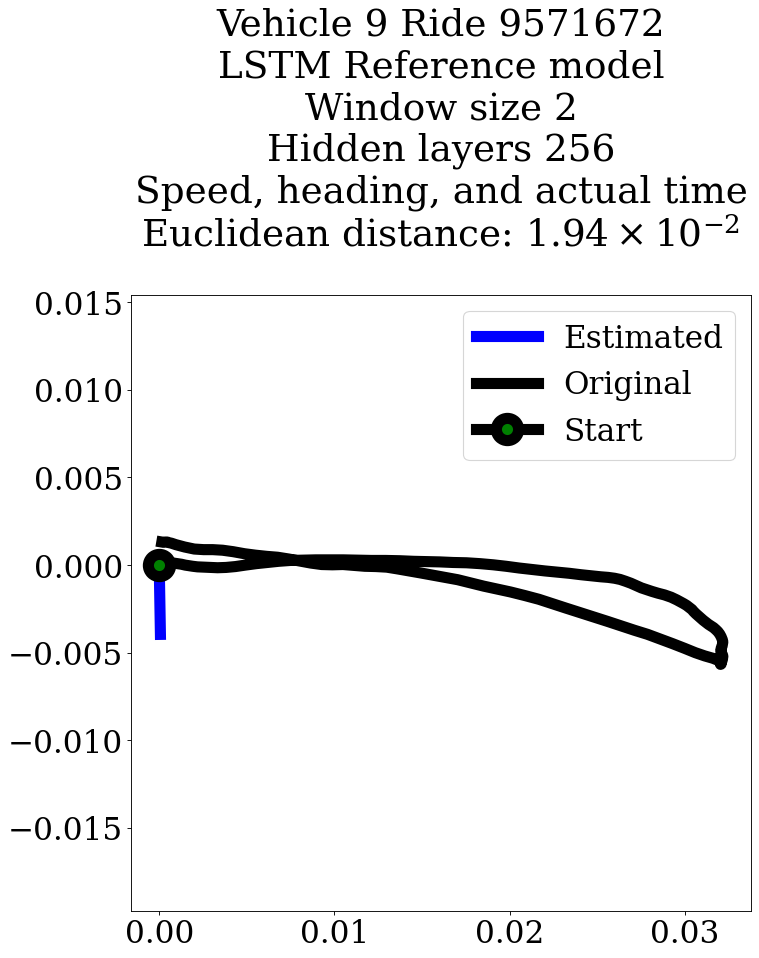 Vehicle 9 Ride 9571672
LSTM Reference model
Window size 2
Hidden layers 256
Speed, heading, and actual time
Euclidean distance: 1.94 × 10⁻²
0.015
0.010
0.005
0.000
−0.005
−0.010
−0.015
Estimated
Original
Start
0.00
0.01
0.02
0.03